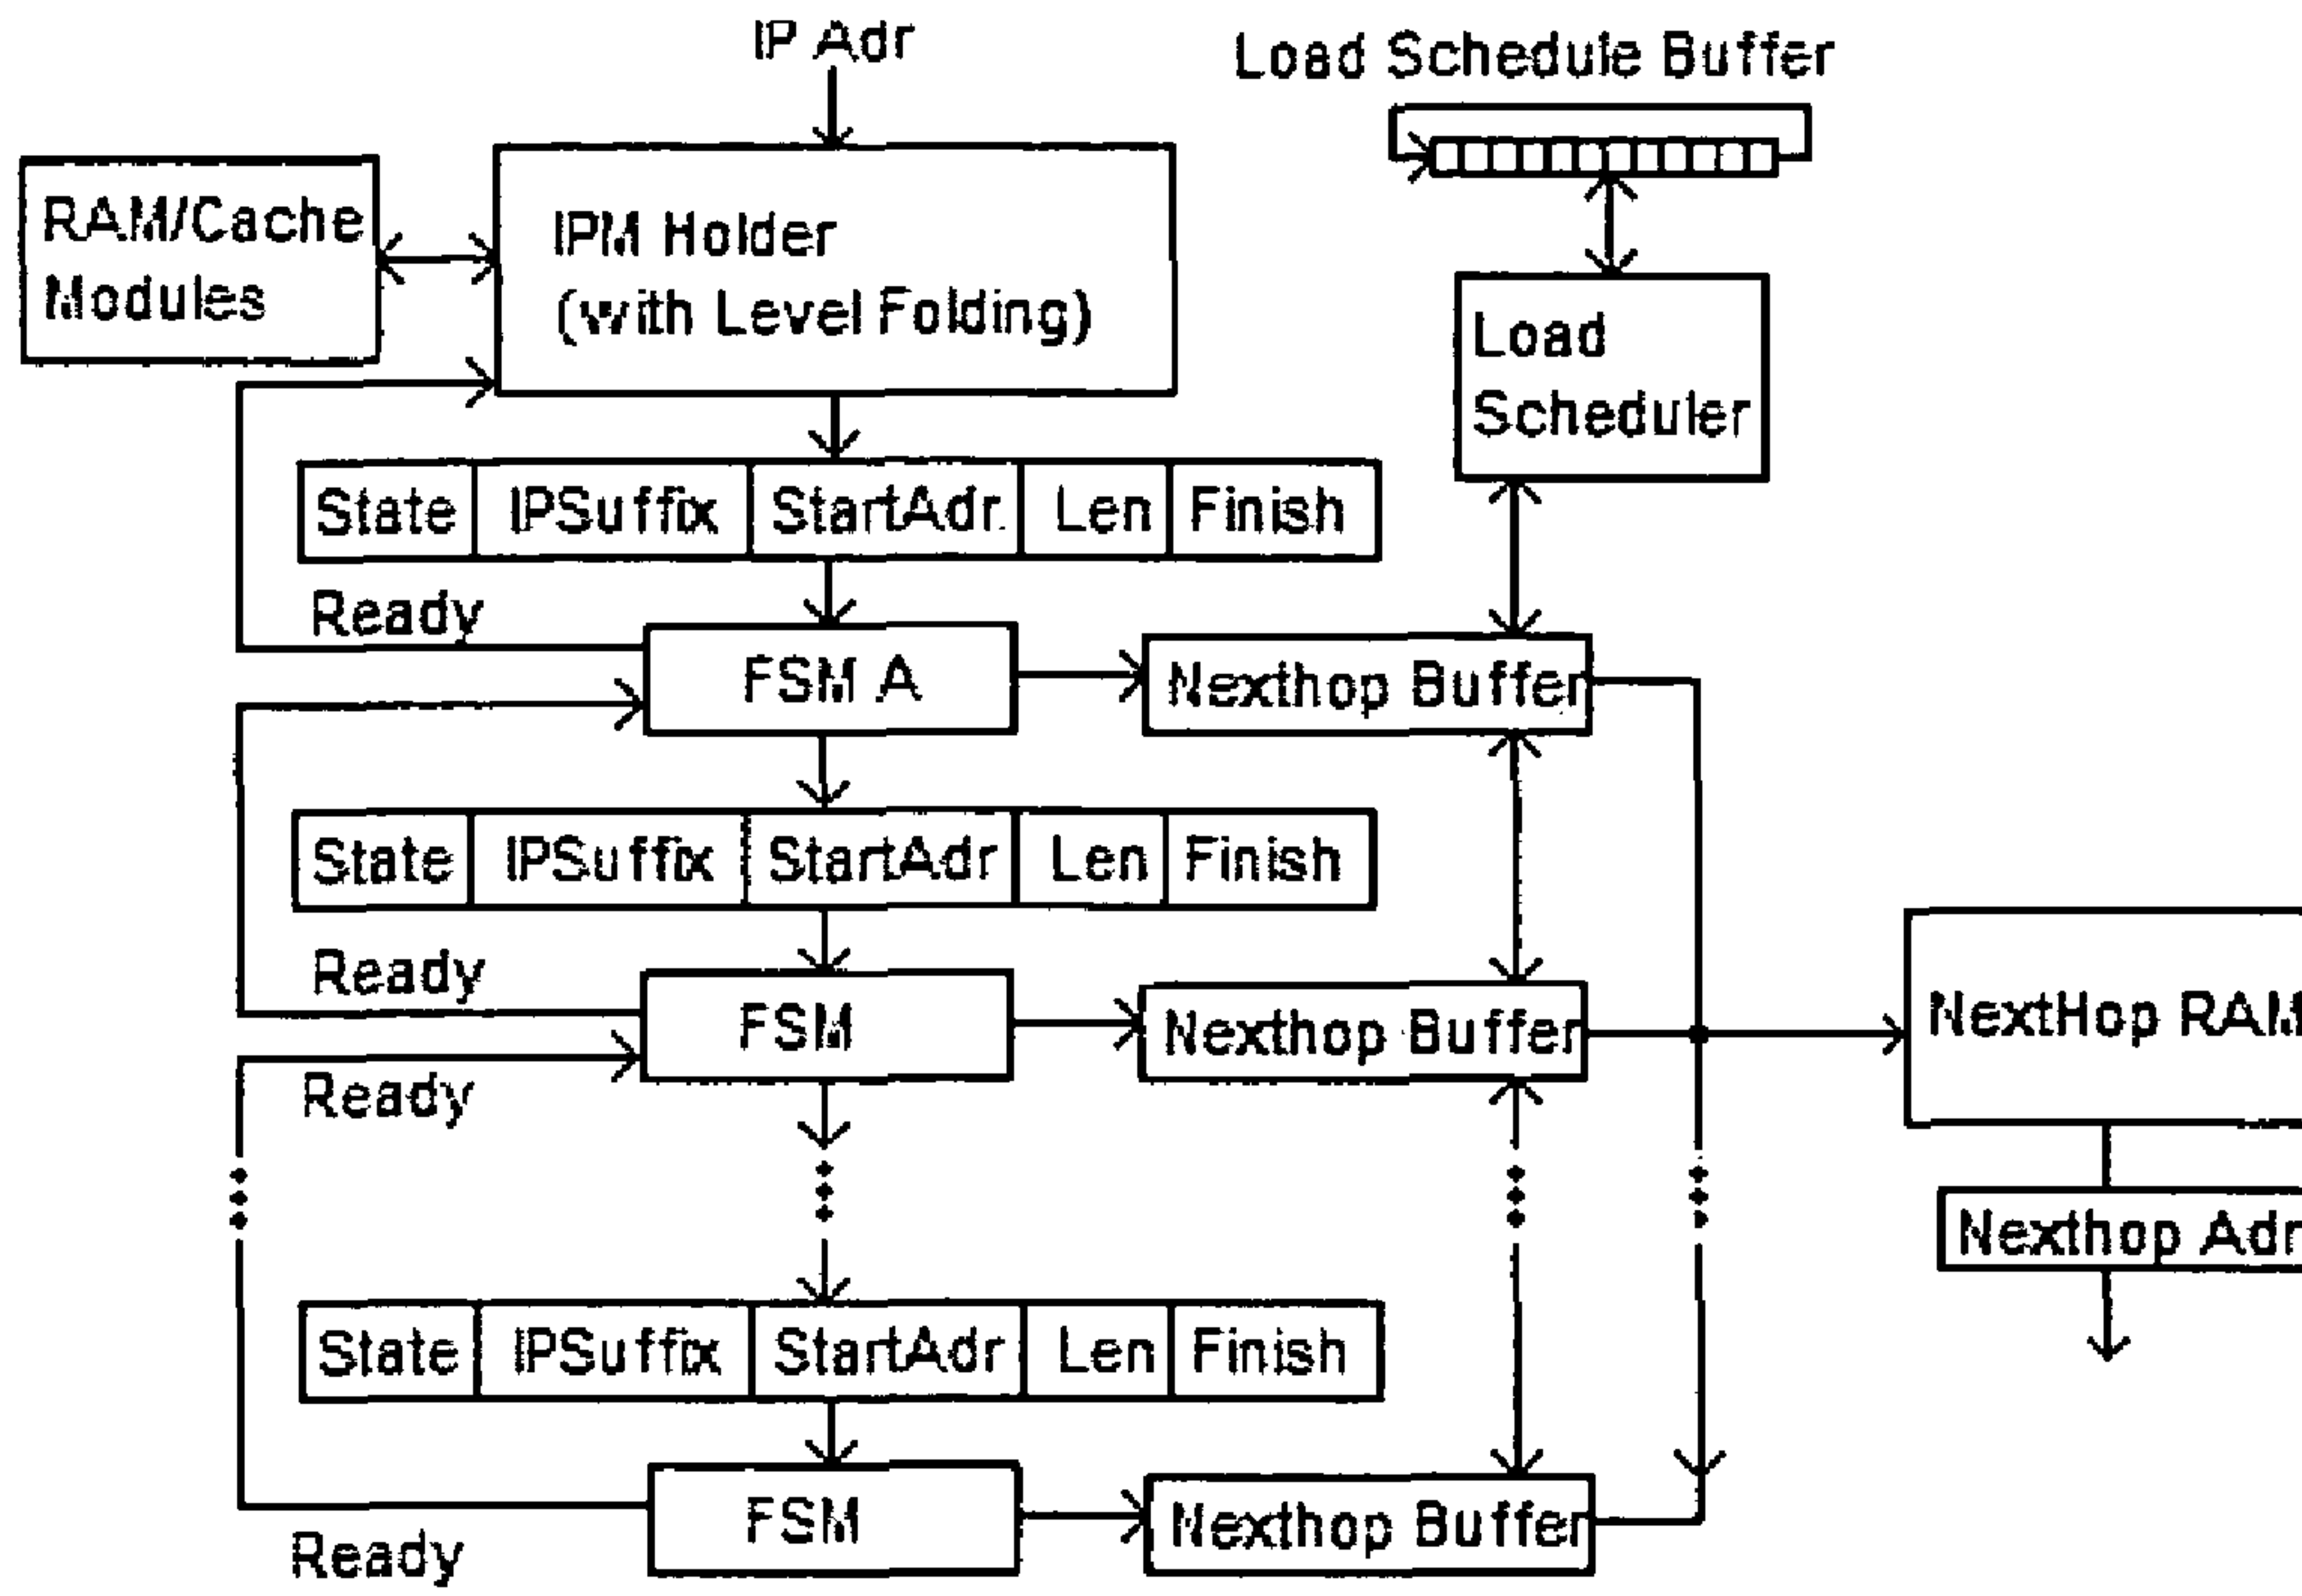 IP Adr
Load Schedule Buffer
RAM/Cache
Modules
IPM Holder
(with Level Folding)
Load
Scheduler
State IPSuffix StartAdr Len Finish
Ready
FSM A
Nexthop Buffer
State IPSuffix StartAdr Len Finish
Ready
FSM
Nexthop Buffer
NextHop RAM
Ready
Nexthop Adr
State IPSuffix StartAdr Len Finish
FSM
Nexthop Buffer
Ready